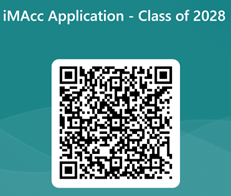 iMAcc Application - Class of 2028